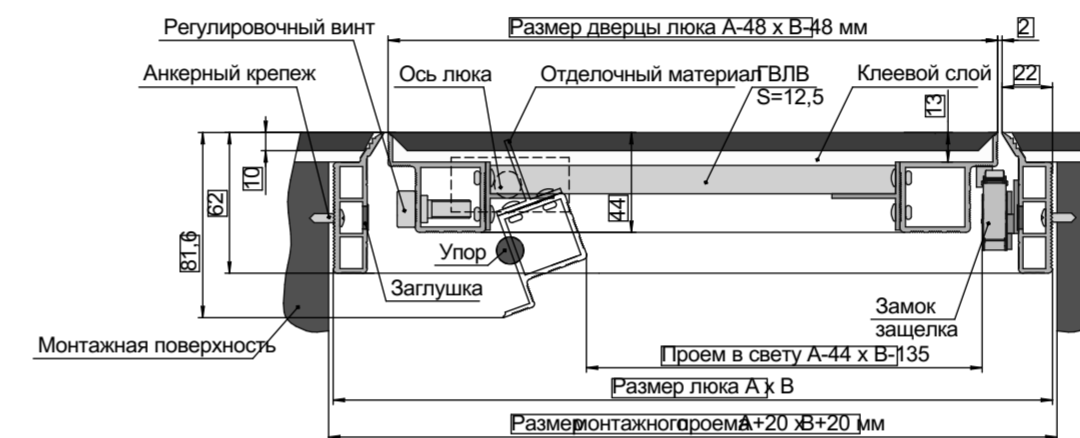 Размер дверцы люка А-48 х В-48 мм
2
Регулировочный винт
Анкерный крепеж
Ось люка
Отделочный материал
ГВЛВ
S=12,5
Клеевой слой
22
13
10
62
81,6
44
Упор
Заглушка
Замок
защелка
Монтажная поверхность
Проем в свету А-44 х В-135
Размер люка А х В
Размер монтажного проема А+20 х В+20 мм